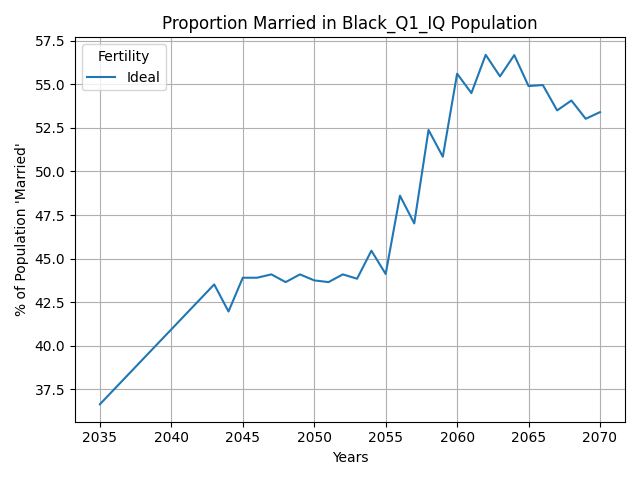 Proportion Married in Black_Q1_IQ Population
Fertility
Ideal
% of Population 'Married'
57.5
55.0
52.5
50.0
47.5
45.0
42.5
40.0
37.5
2035 2040 2045 2050 2055 2060 2065 2070
Years